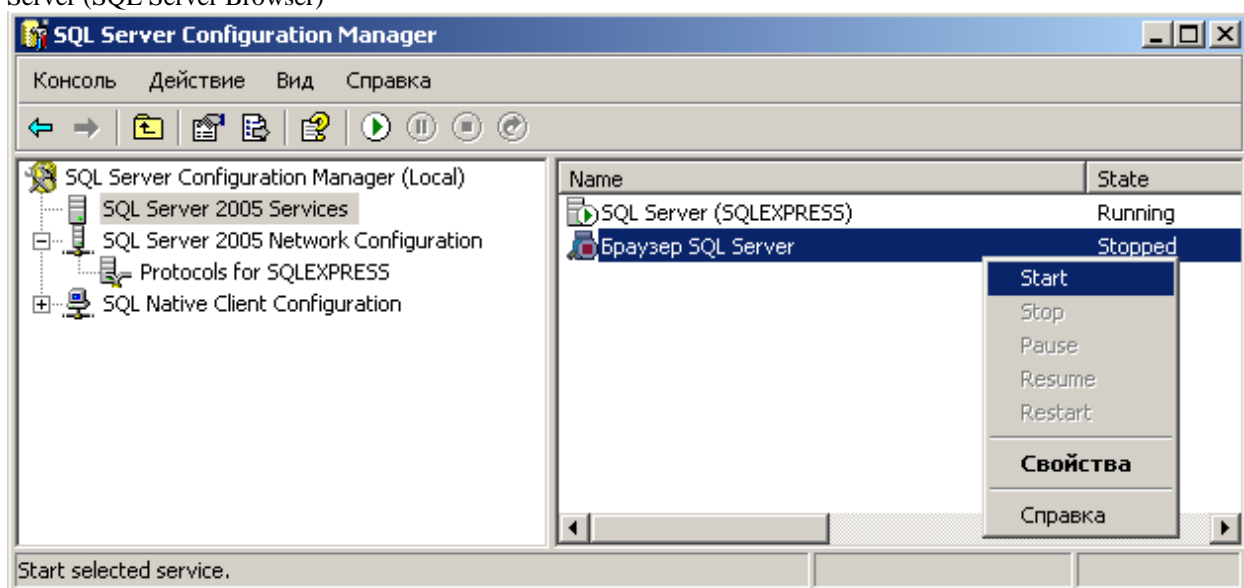 Server (SQL Server Browser)
SQL Server Configuration Manager
Консоль Действие Вид Справка
SQL Server Configuration Manager (Local)
SQL Server 2005 Services
SQL Server 2005 Network Configuration
Protocols for SQLEXPRESS
SQL Native Client Configuration
Name State
SQL Server (SQLEXPRESS) Running
Браузер SQL Server Stopped
Start
Stop
Pause
Resume
Restart
Свойства
Справка
Start selected service.